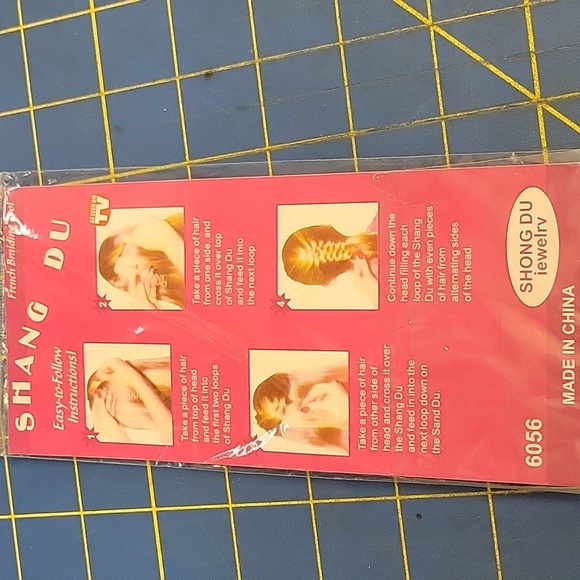 SHANG DU
French Braiding
Easy-to-Follow
Instructions!
AS SEEN ON
TV
1
Take a piece of hair
from top of head
and feed it into
the first two loops
of Shang Du.
2
Take a piece of hair
from one side, and
cross it over top
of Shang Du
and feed it into
the next loop
Take a piece of hair
from other side of
head and cross it over
the Shang Du
and feed in into the
next loop down on
the Sand Du.
4
Continue down the
head filling each
loop of the Shang
Du with even pieces
of hair from
alternating sides
of the head.
6056
SHONG DU
iewelry
MADE IN CHINA